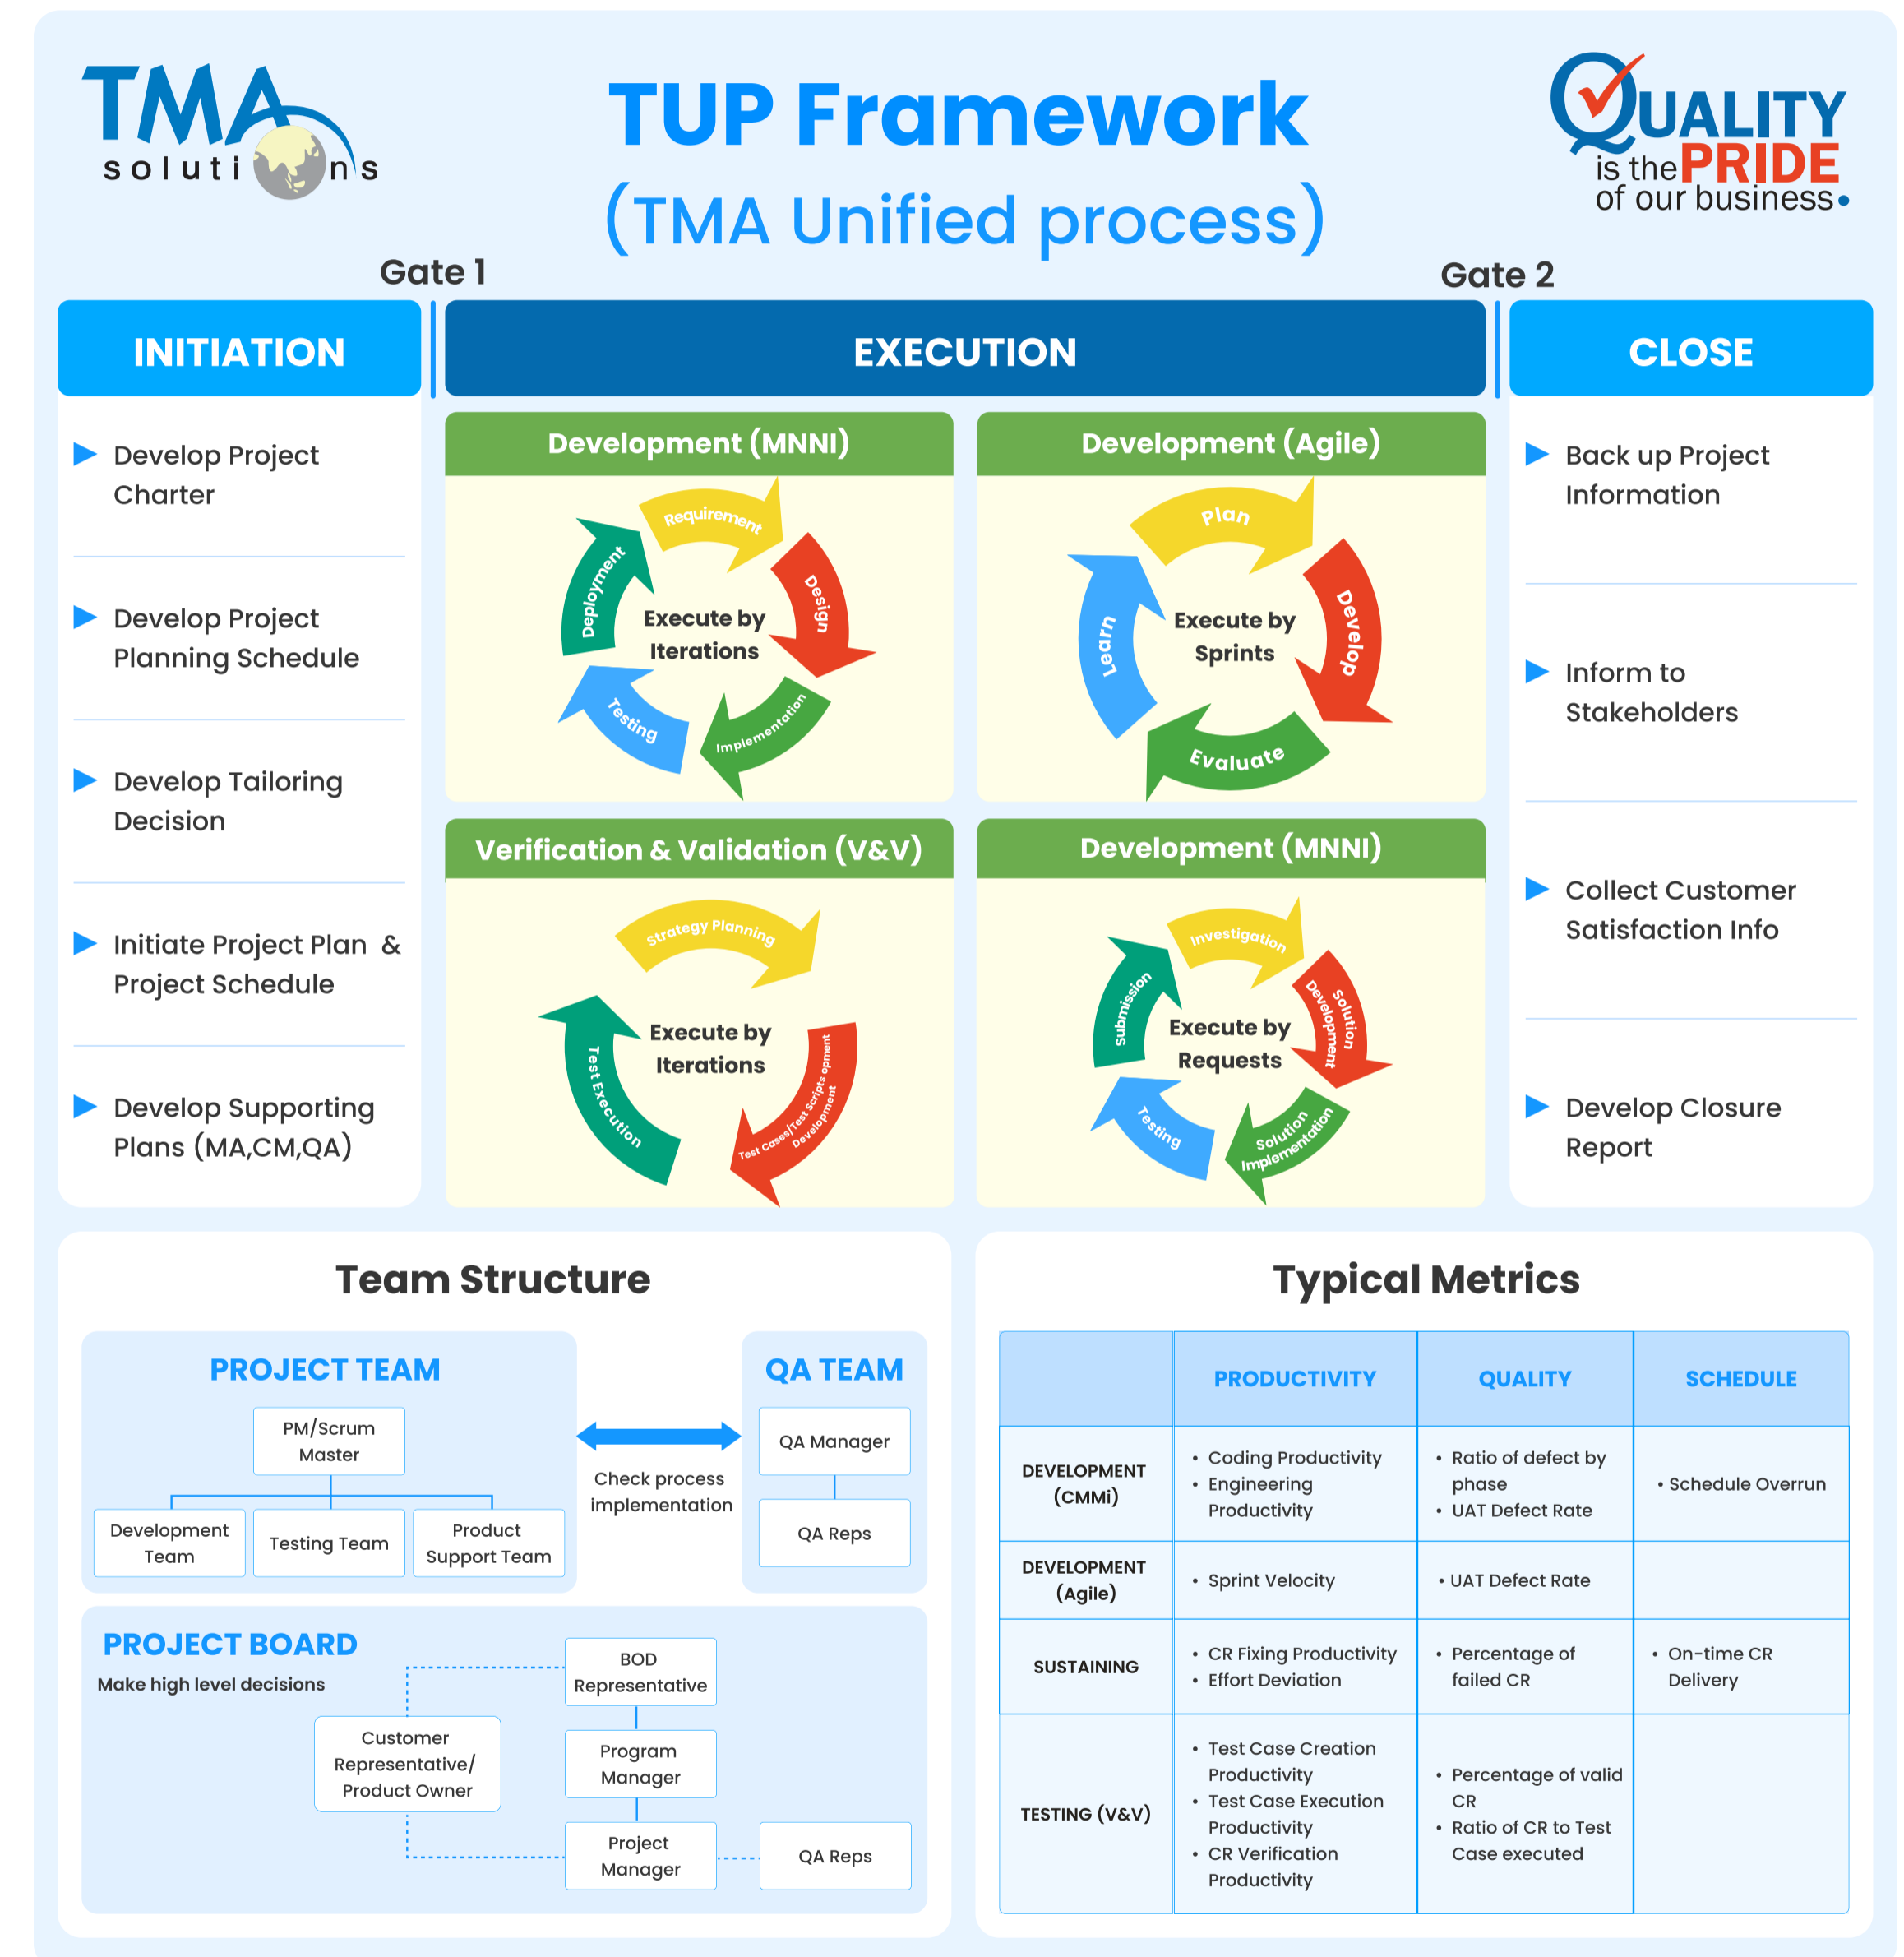 TMA
solutions
TUP Framework
(TMA Unified process)
QUALITY
is the PRIDE
of our business
Gate 1
Gate 2
INITIATION
Develop Project
Charter
Develop Project
Planning Schedule
Develop Tailoring
Decision
Initiate Project Plan &
Project Schedule
Develop Supporting
Plans (MA,CM,QA)
EXECUTION
Development (MNNI)
Requirement
Design
Implementation
Testing
Deployment
Execute by
Iterations
Development (Agile)
Plan
Develop
Evaluate
Learn
Execute by
Sprints
Verification & Validation (V&V)
Strategy Planning
Test Cases/Test Scripts opment
Development
Test Execution
Execute by
Iterations
Development (MNNI)
Investigation
Solution
Development
Solution
Implementation
Testing
Submission
Execute by
Requests
CLOSE
Back up Project
Information
Inform to
Stakeholders
Collect Customer
Satisfaction Info
Develop Closure
Report
Team Structure
PROJECT TEAM
PM/Scrum
Master
Development
Team
Testing Team
Product
Support Team
Check process
implementation
QA TEAM
QA Manager
QA Reps
PROJECT BOARD
Make high level decisions
BOD
Representative
Customer
Representative/
Product Owner
Program
Manager
Project
Manager
QA Reps
Typical Metrics
PRODUCTIVITY
QUALITY
SCHEDULE
DEVELOPMENT
(CMMi)
• Coding Productivity
• Engineering
Productivity
• Ratio of defect by
phase
• UAT Defect Rate
• Schedule Overrun
DEVELOPMENT
(Agile)
• Sprint Velocity
• UAT Defect Rate
SUSTAINING
• CR Fixing Productivity
• Effort Deviation
• Percentage of
failed CR
• On-time CR
Delivery
TESTING (V&V)
• Test Case Creation
Productivity
• Test Case Execution
Productivity
• CR Verification
Productivity
• Percentage of valid
CR
• Ratio of CR to Test
Case executed